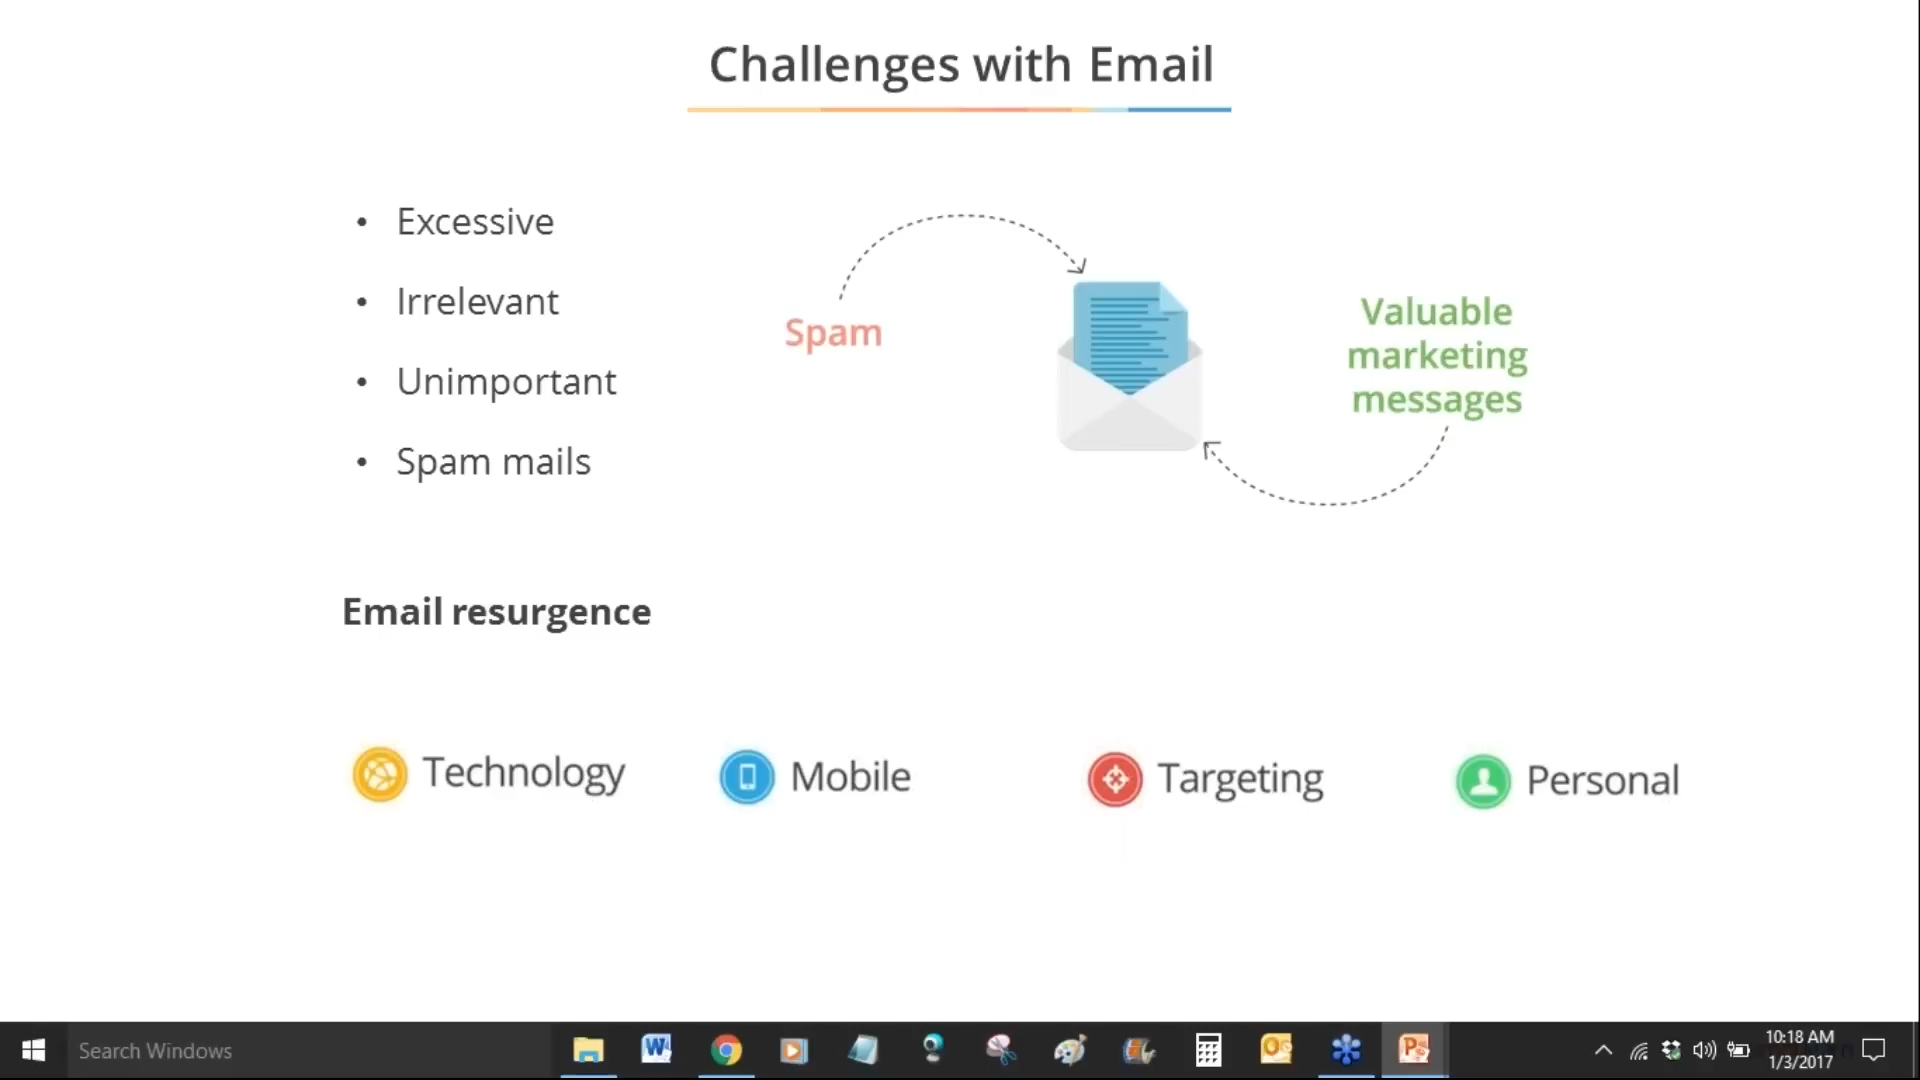 Challenges with Email
• Excessive
• Irrelevant
• Unimportant
• Spam mails
Spam
Valuable
marketing
messages
Email resurgence
Technology
Mobile
Targeting
Personal
Search Windows
10:18 AM
1/3/2017